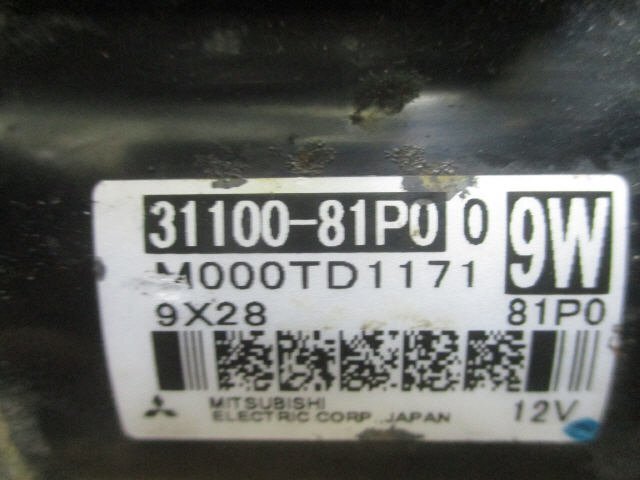 31100-81P0 0 9W
M000TD1171
9X28 81P0
MITSUBISHI
ELECTRIC CORP. JAPAN 12V